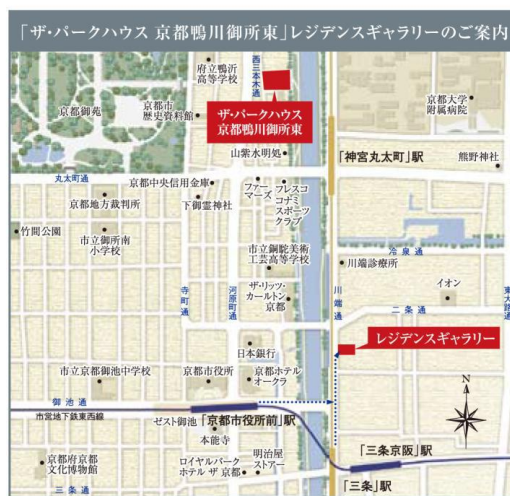 「ザ・パークハウス 京都鴨川御所東」レジデンスギャラリーのご案内
府立鴨沂
高等学校
西三本木通
京都御苑
京都市
歴史資料館
ザ・パークハウス
京都鴨川御所東
京都大学
附属病院
山紫水明処
「神宮丸太町」駅
熊野神社
丸太町通
京都中央信用金庫
ファー
マーズ
フレスコ
コナミ
スポーツ
クラブ
京都地方裁判所
下御霊神社
竹間公園
市立御所南
小学校
市立銅駝美術
工芸高等学校
冷泉通
川端診療所
寺町通
河原町通
ザ・リッツ・
カールトン
京都
川端通
イオン
東大路通
二条通
レジデンスギャラリー
日本銀行
市立京都御池中学校
京都市役所
京都ホテル
オークラ
御池通
市営地下鉄東西線
ゼスト御池
「京都市役所前」駅
本能寺
N
京都府京都
文化博物館
ロイヤルパーク
ホテル ザ 京都
明治屋
ストアー
「三条京阪」駅
「三条」駅
三条通